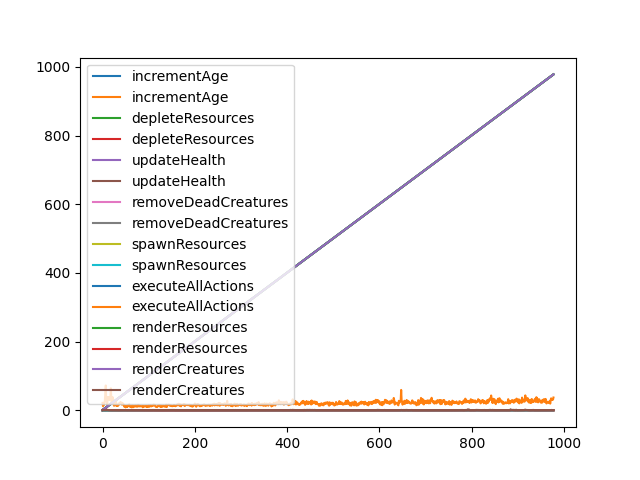 1000
800
600
400
200
0
incrementAge
incrementAge
depleteResources
depleteResources
updateHealth
updateHealth
removeDeadCreatures
removeDeadCreatures
spawnResources
spawnResources
executeAllActions
executeAllActions
renderResources
renderResources
renderCreatures
renderCreatures
0 200 400 600 800 1000